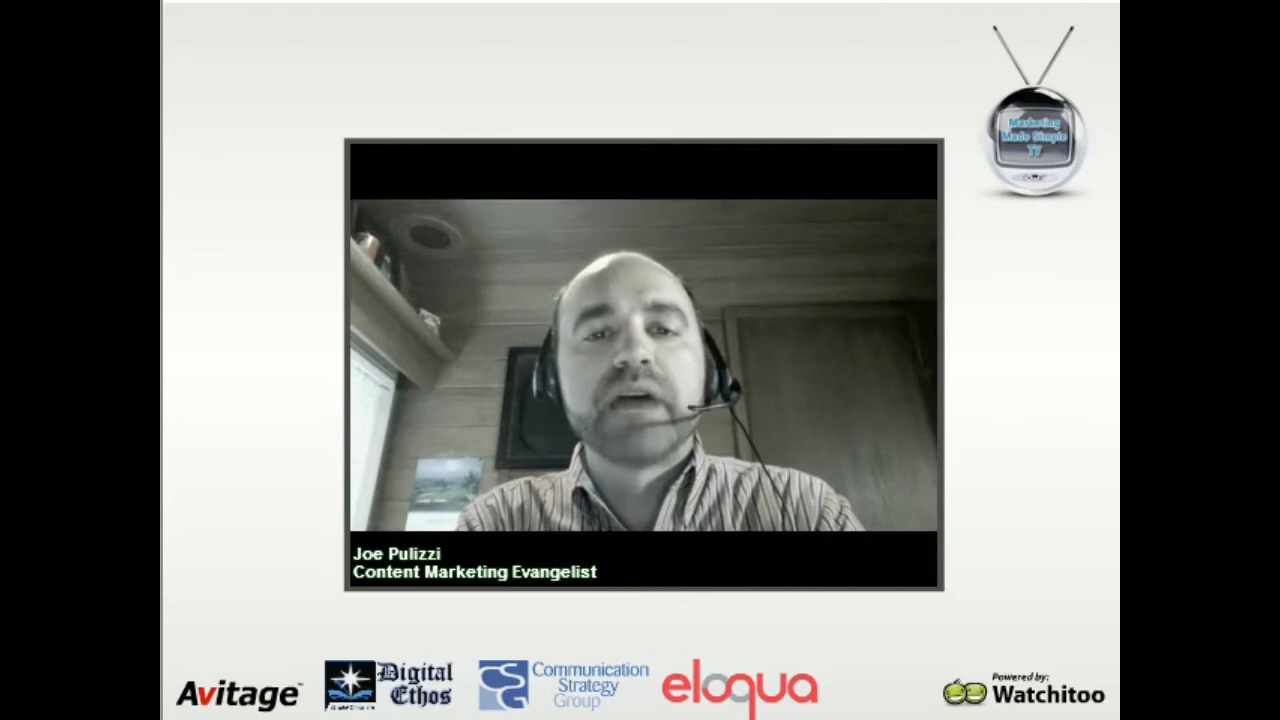 Marketing
Made Simple
TV
Joe Pulizzi
Content Marketing Evangelist
Avitage
Digital
Ethos
Communication
Strategy
Group
eloqua
Powered by:
Watchitoo